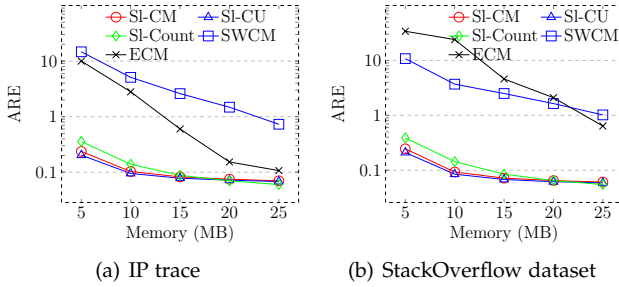 Sl-CM Sl-CU
Sl-Count SWCM
ECM
ARE
10
1
0.1
5 10 15 20 25
Memory (MB)
(a) IP trace
Sl-CM Sl-CU
Sl-Count SWCM
ECM
ARE
10
1
0.1
5 10 15 20 25
Memory (MB)
(b) StackOverflow dataset